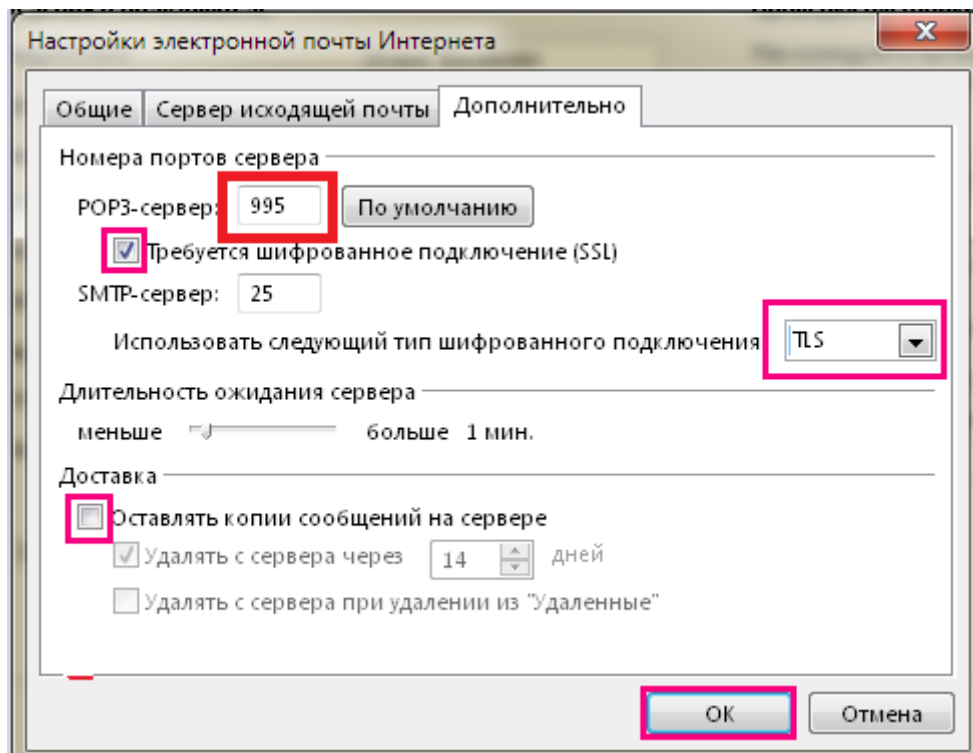 Настройки электронной почты Интернета
Общие Сервер исходящей почты Дополнительно
Номера портов сервера
POP3-сервер: 995 По умолчанию
Требуется шифрованное подключение (SSL)
SMTP-сервер: 25
Использовать следующий тип шифрованного подключения TLS
Длительность ожидания сервера
меньше больше 1 мин.
Доставка
Оставлять копии сообщений на сервере
Удалять с сервера через 14 дней
Удалять с сервера при удалении из "Удаленные"
ОК Отмена